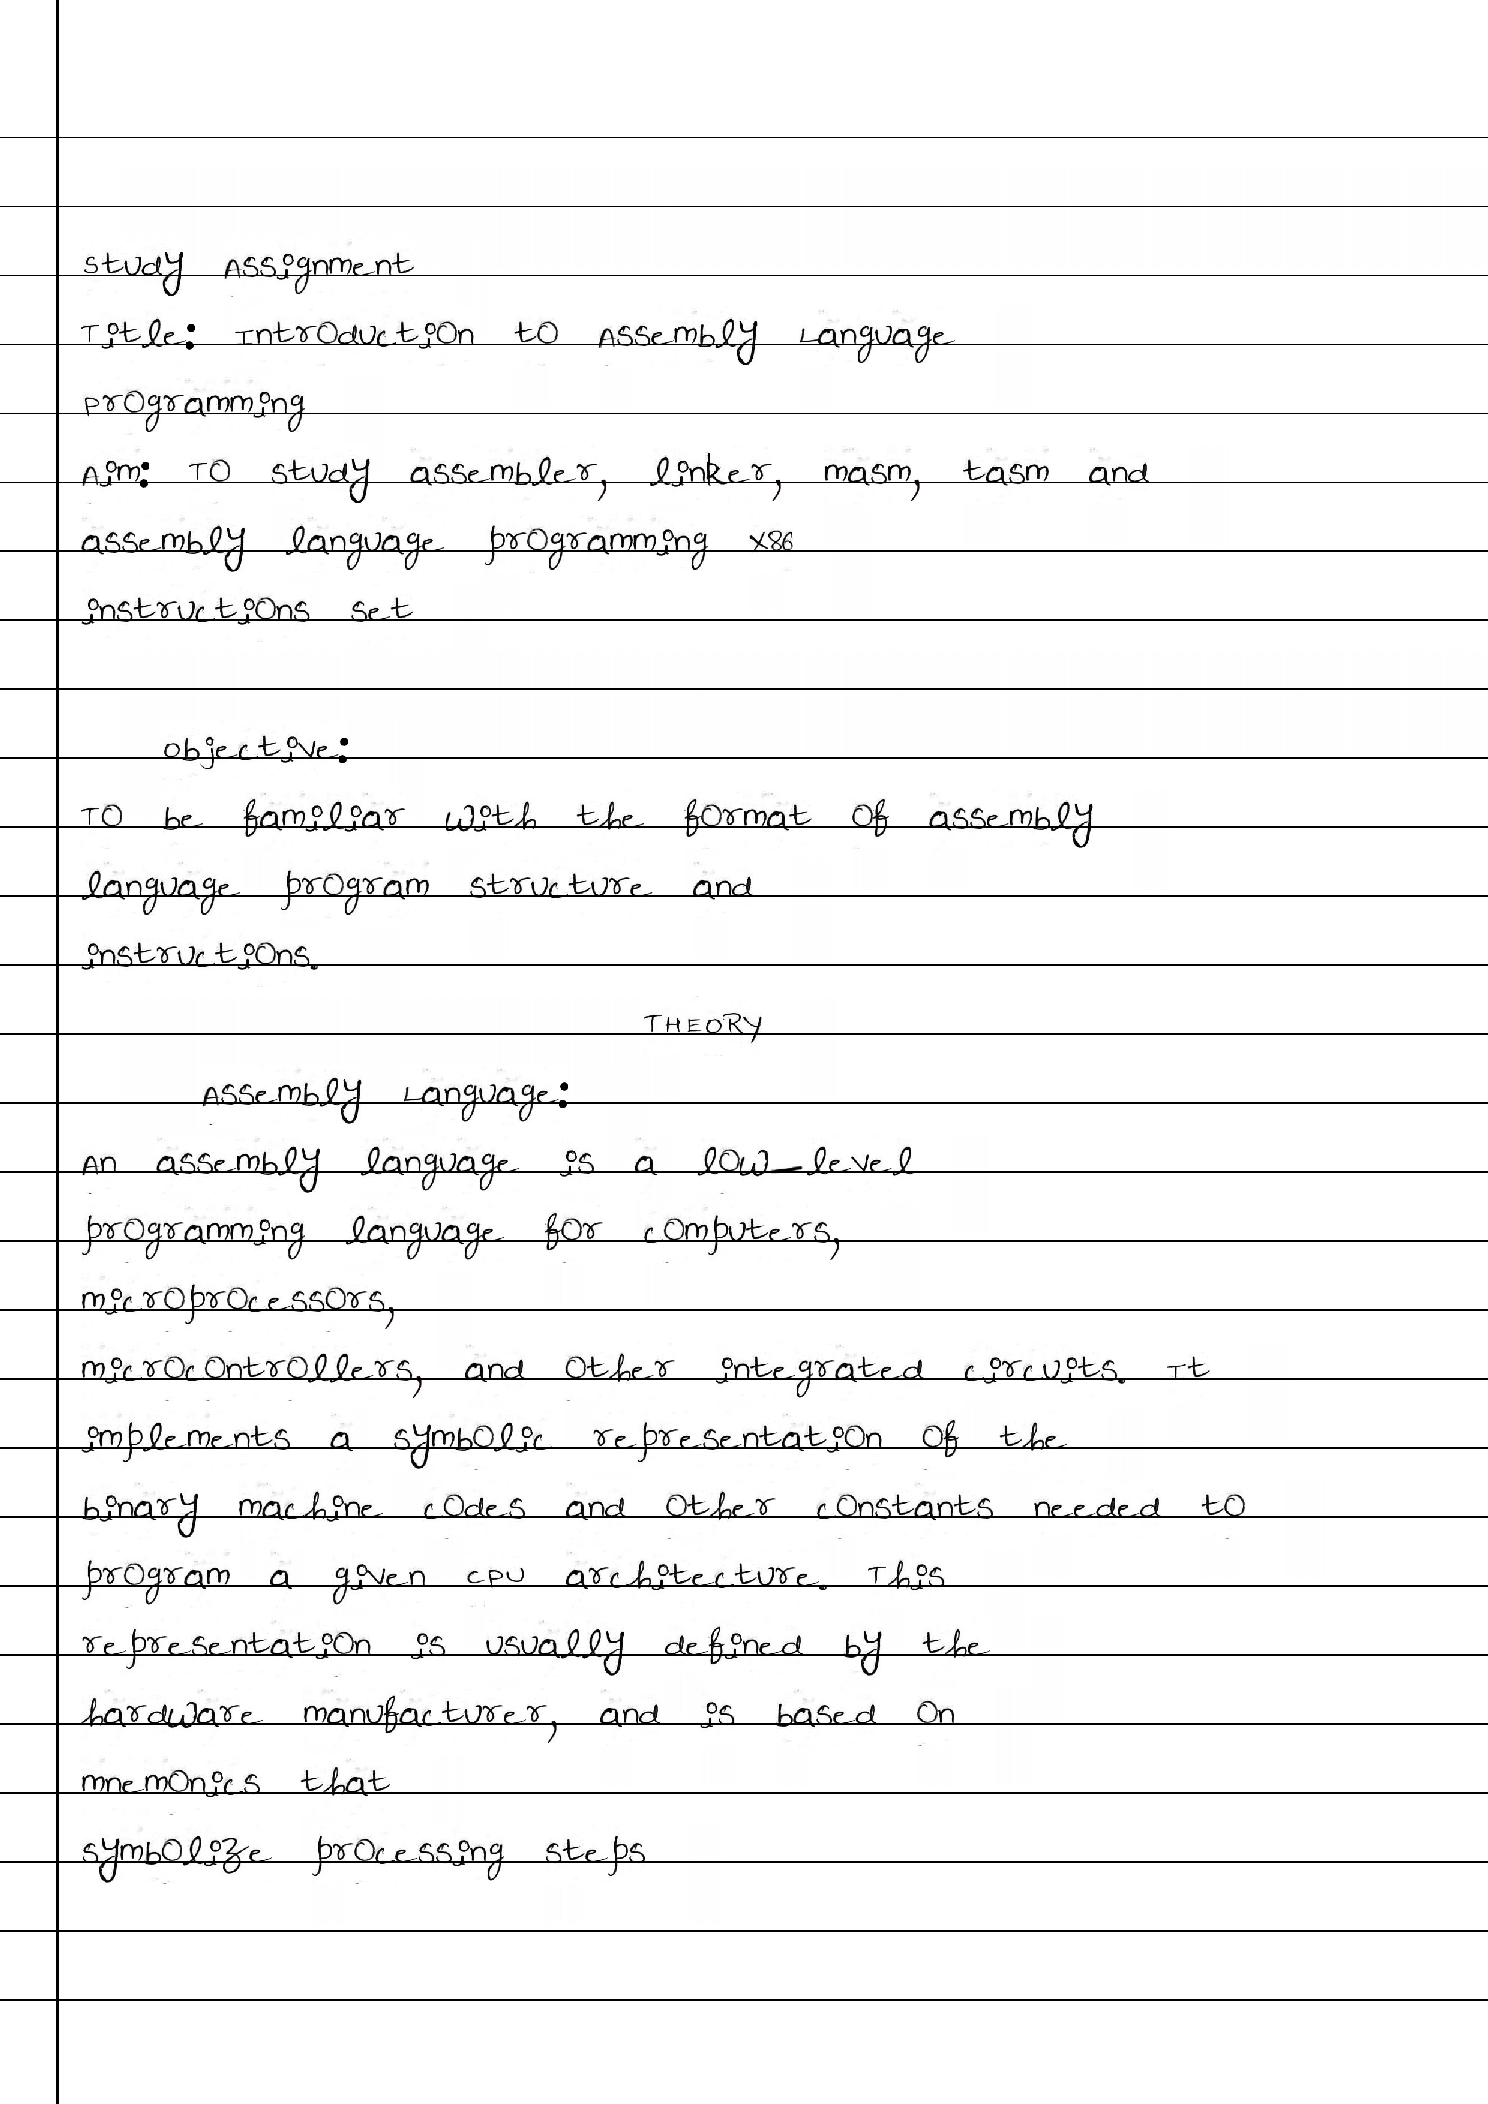 Study Assignment
Title: Introduction to Assembly Language
programming
Aim: To study assembler, linker, masm, tasm and
assembly language programming X86
instructions set
Objective:
To be familiar with the format of assembly
language program structure and
instructions.
THEORY
Assembly Language:
An assembly language is a low-level
programming language for computers,
microprocessors,
microcontrollers, and other integrated circuits. It
implements a symbolic representation of the
binary machine codes and other constants needed to
program a given CPU architecture. This
representation is usually defined by the
hardware manufacturer, and is based on
mnemonics that
symbolize processing steps